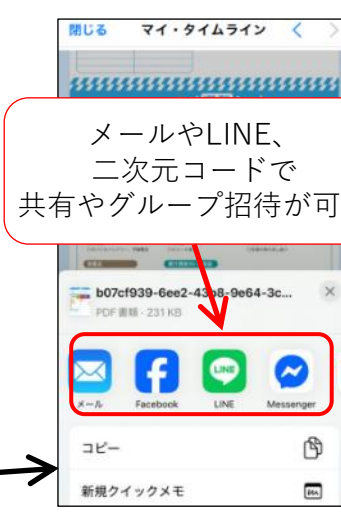 閉じる マイ・タイムライン
メールやLINE、
二次元コードで
共有やグループ招待が可
b07cf939-6ee2-43b8-9e64-3c...
PDF書類・231 KB
メール Facebook LINE Messenger
コピー
新規クイックメモ